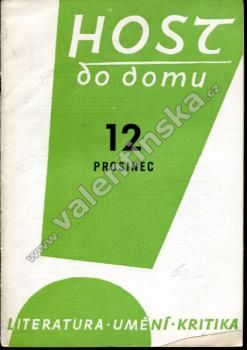 HOST
do domu
12
PROSINEC
www.valentinska.cz
LITERATURA · UMĚNÍ · KRITIKA